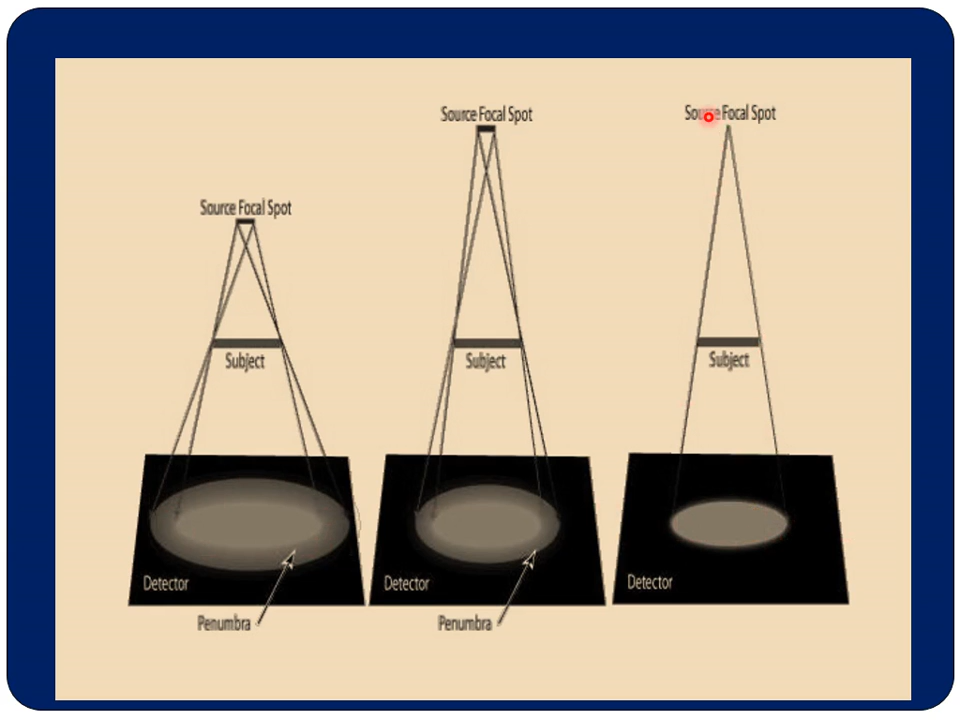 Source Focal Spot
Source Focal Spot
Source Focal Spot
Subject
Subject
Subject
Detector
Detector
Detector
Penumbra
Penumbra